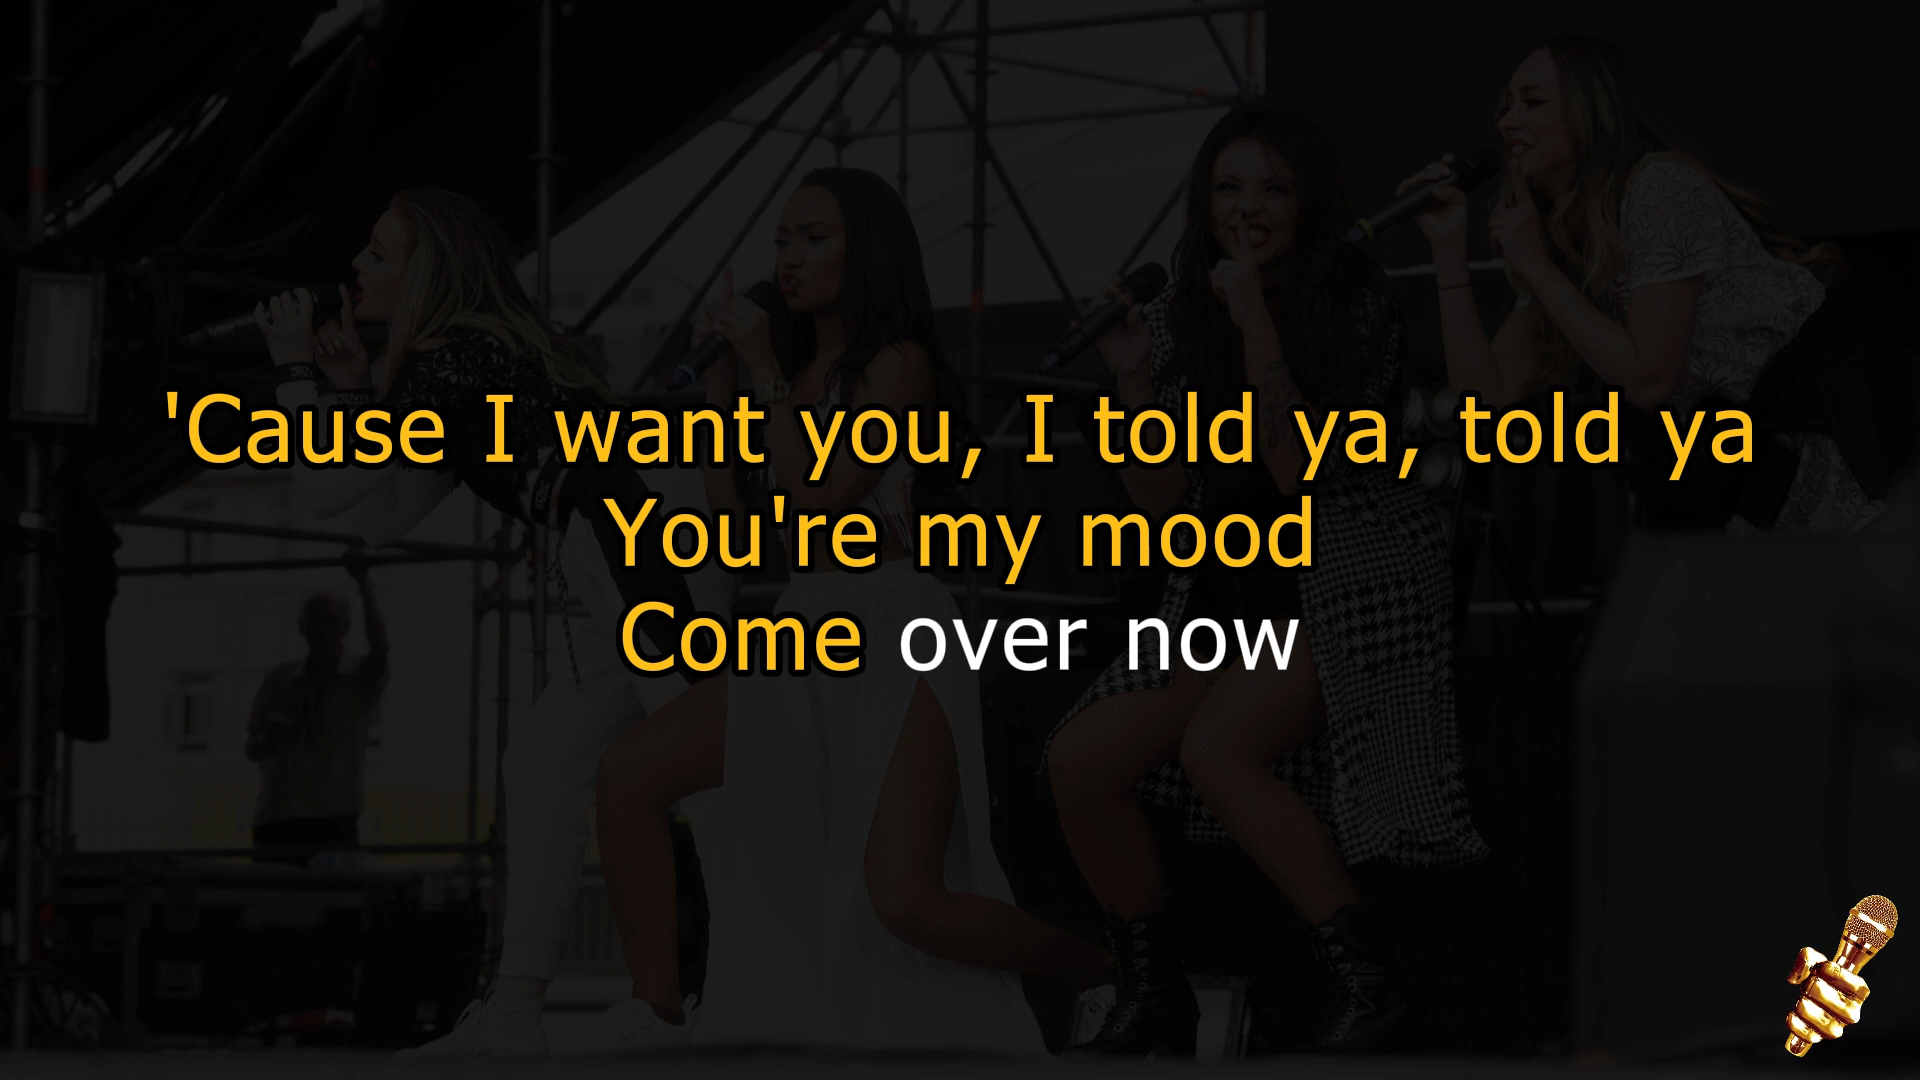 'Cause I want you, I told ya, told ya
You're my mood
Come over now